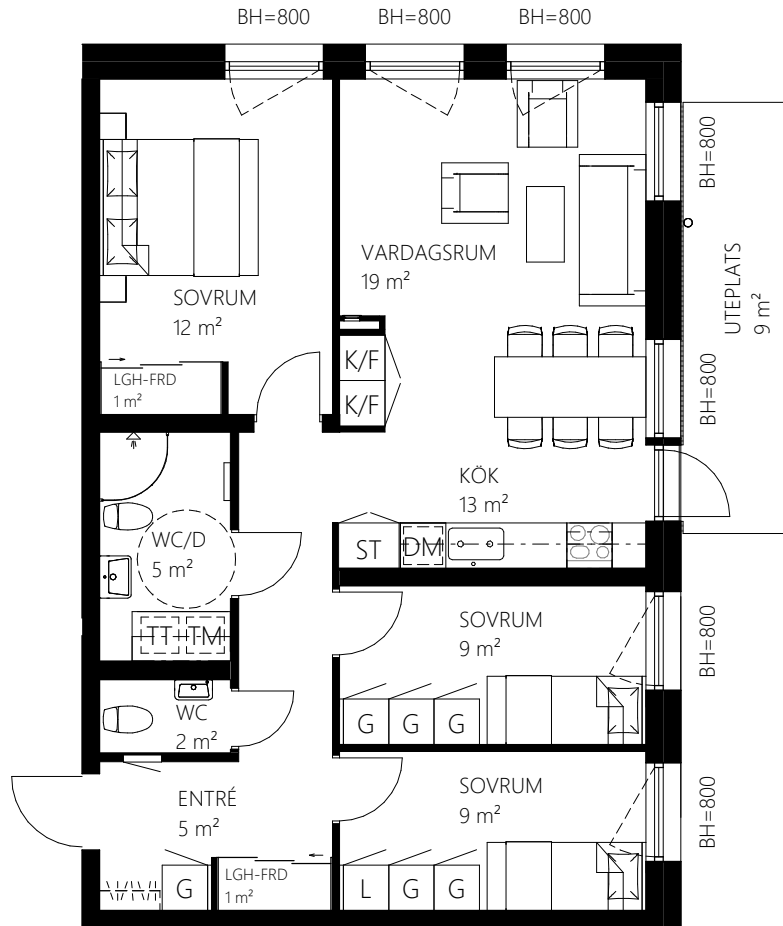 BH=800
BH=800
BH=800
BH=800
VARDAGSRUM
19 m²
UTEPLATS
9 m²
SOVRUM
12 m²
K/F
K/F
BH=800
LGH-FRD
1 m²
KÖK
13 m²
WC/D
5 m²
ST
DM
TT
TM
SOVRUM
9 m²
BH=800
G
G
G
WC
2 m²
ENTRÉ
5 m²
SOVRUM
9 m²
BH=800
LGH-FRD
1 m²
G
L
G
G